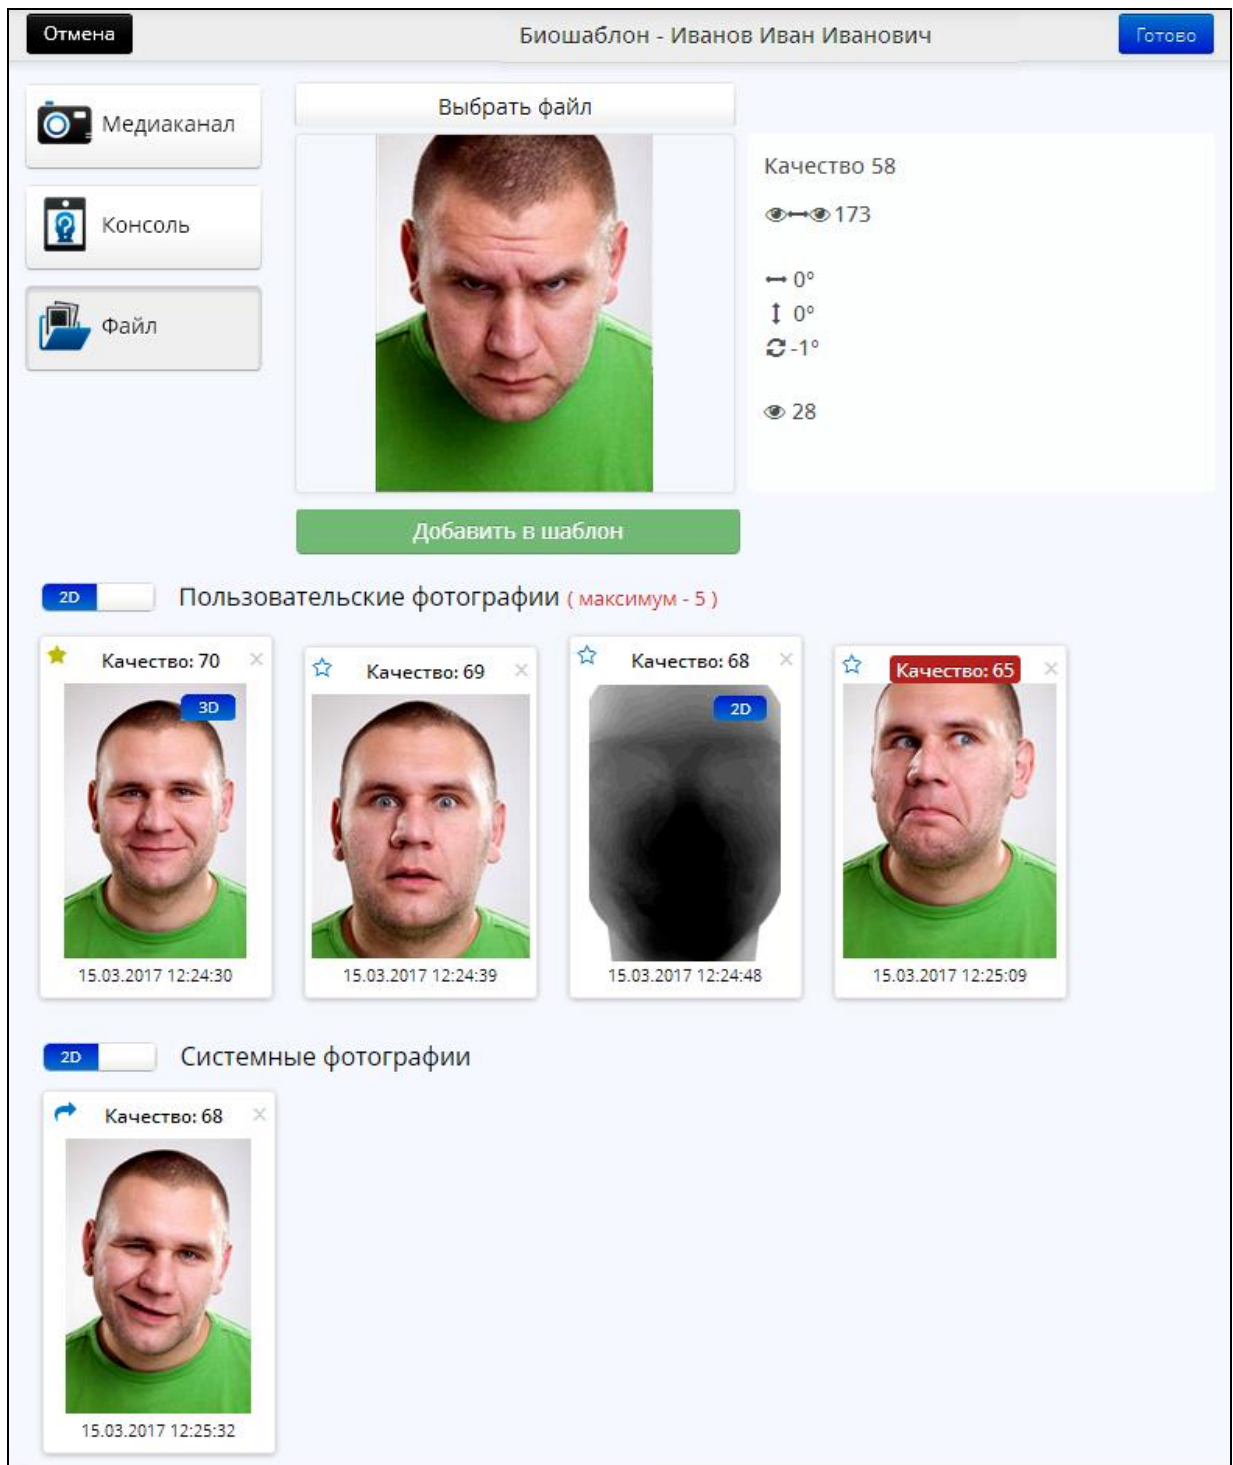 Отмена
Биошаблон - Иванов Иван Иванович
Готово
Медиаканал
Консоль
Файл
Выбрать файл
Качество 58
173
0°
0°
-1°
28
Добавить в шаблон
2D
Пользовательские фотографии ( максимум - 5 )
Качество: 70
3D
15.03.2017 12:24:30
Качество: 69
15.03.2017 12:24:39
Качество: 68
2D
15.03.2017 12:24:48
Качество: 65
15.03.2017 12:25:09
2D
Системные фотографии
Качество: 68
15.03.2017 12:25:32